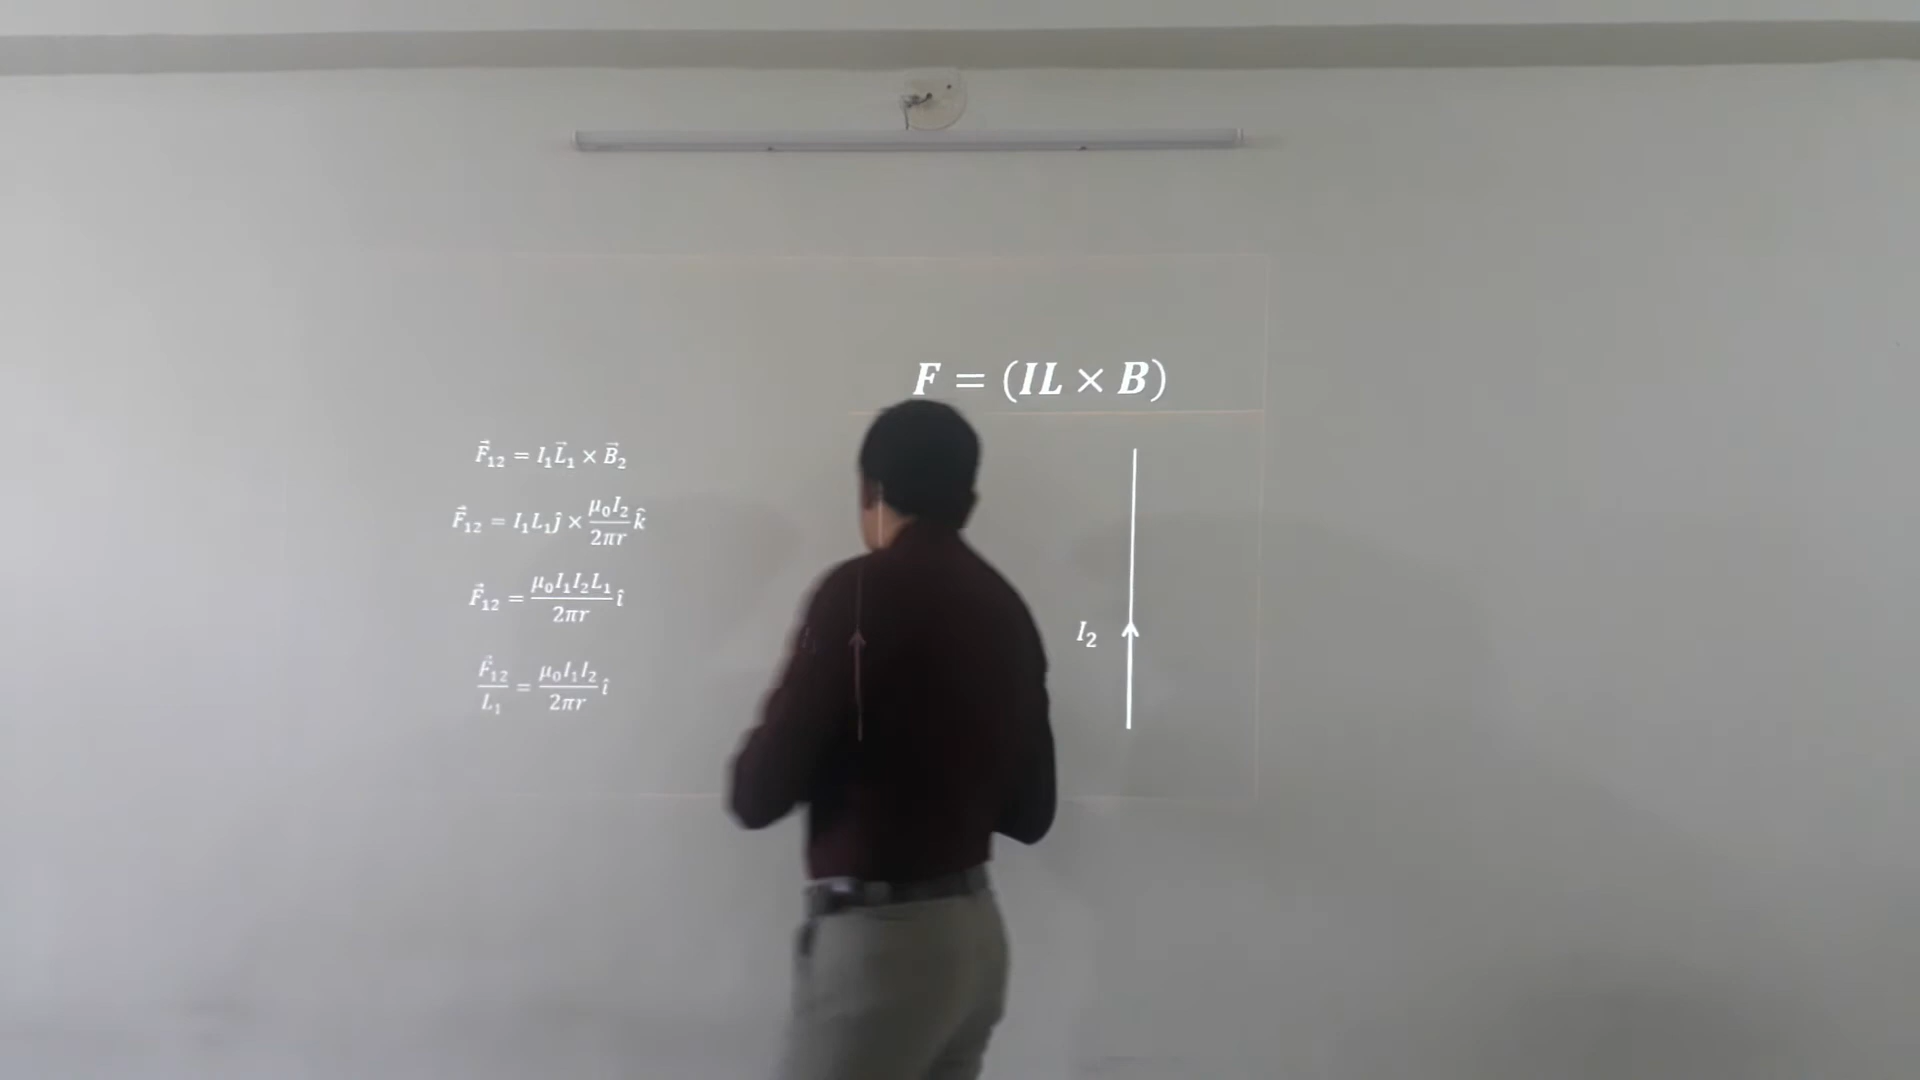 F = (IL × B)
F⃗₁₂ = I₁L⃗₁ × B⃗₂
F⃗₁₂ = I₁L₁ĵ × μ₀I₂/2πr k̂
F⃗₁₂ = μ₀I₁I₂L₁/2πr î
F⃗₁₂/L₁ = μ₀I₁I₂/2πr î
I₂